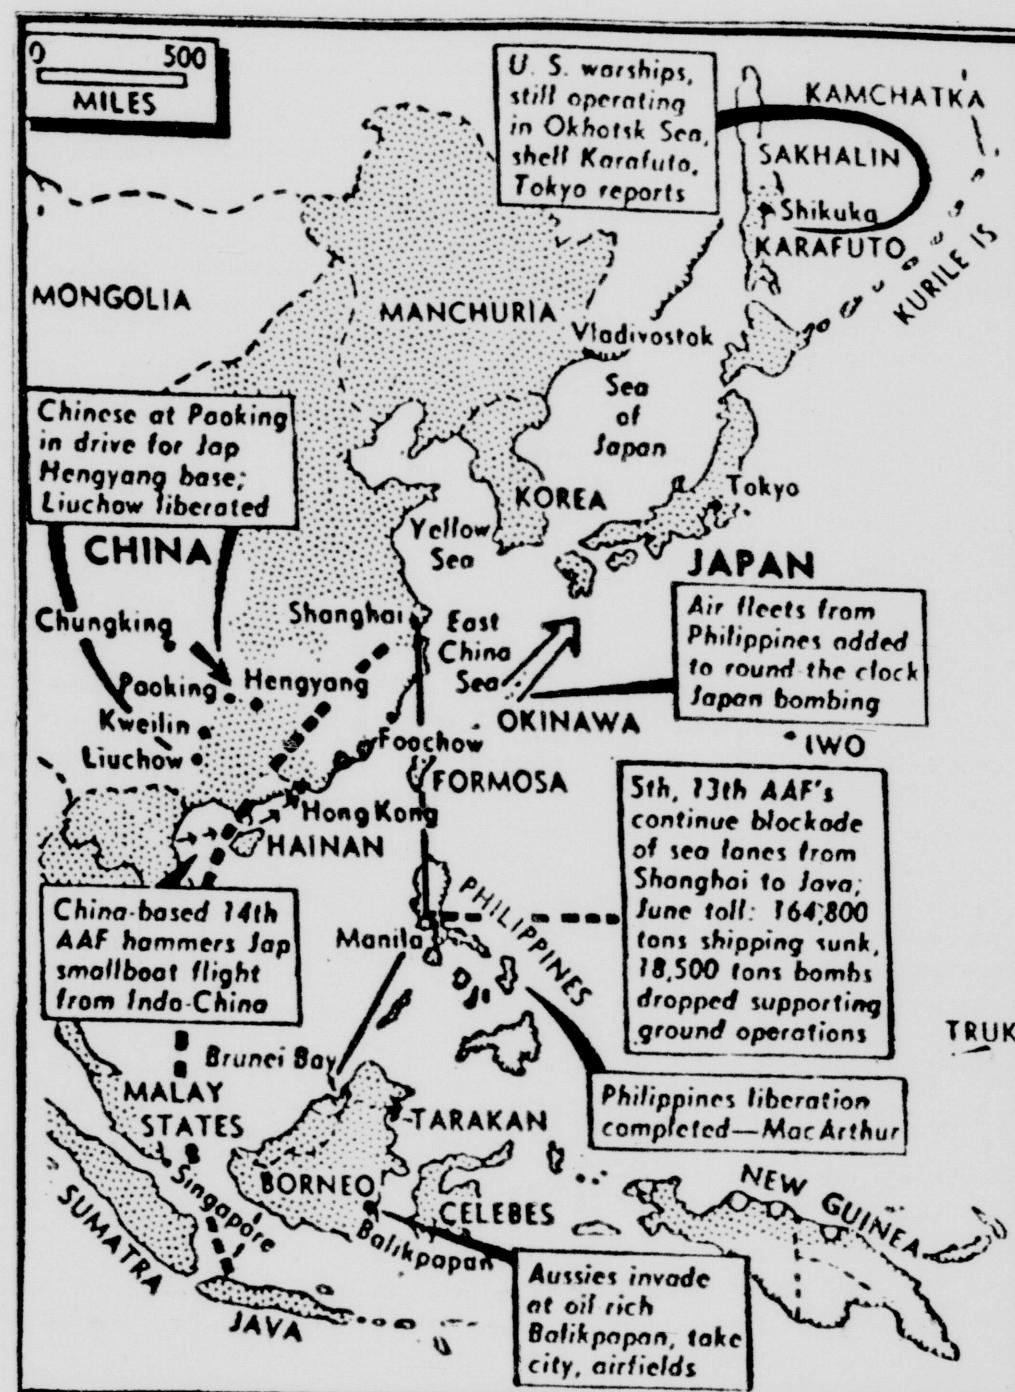 0 500
MILES
U. S. warships,
still operating
in Okhotsk Sea,
shell Karafuto,
Tokyo reports
KAMCHATKA
SAKHALIN
Shikuka
KARAFUTO
KURILE IS
MONGOLIA
MANCHURIA
Vladivostok
Sea
of
Japan
Chinese at Paoking
in drive for Jap
Hengyang base;
Liuchow liberated
KOREA
Tokyo
Yellow
Sea
CHINA
JAPAN
Air fleets from
Philippines added
to round-the-clock
Japan bombing
Chungking
Shanghai
East
China
Sea
Paoking
Hengyang
Kweilin
Liuchow
OKINAWA
IWO
Foochow
FORMOSA
Hong Kong
HAINAN
5th, 13th AAF's
continue blockade
of sea lanes from
Shanghai to Java;
June toll: 164,800
tons shipping sunk,
18,500 tons bombs
dropped supporting
ground operations
China-based 14th
AAF hammers Jap
smallboat flight
from Indo-China
PHILIPPINES
Manila
TRUK
Brunei Bay
MALAY
STATES
TARAKAN
Philippines liberation
completed—MacArthur
Singapore
SUMATRA
BORNEO
CELEBES
Balikpapan
NEW GUINEA
JAVA
Aussies invade
at oil rich
Balikpapan, take
city, airfields